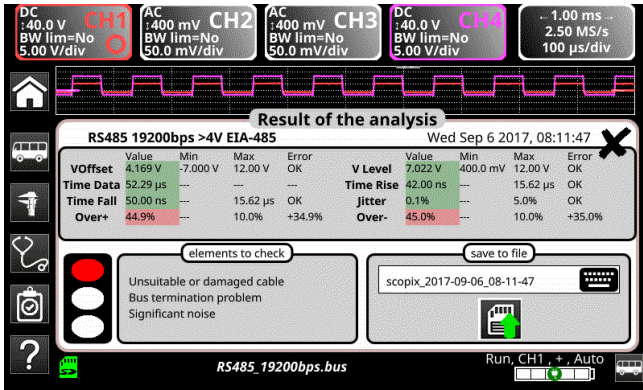 DC
↕40.0 V CH1
BW lim=No
5.00 V/div
AC
↕400 mV CH2
BW lim=No
50.0 mV/div
AC
↕400 mV CH3
BW lim=No
50.0 mV/div
DC
↕40.0 V CH4
BW lim=No
5.00 V/div
←1.00 ms→
2.50 MS/s
100 µs/div
Result of the analysis
RS485 19200bps >4V EIA-485 Wed Sep 6 2017, 08:11:47
Value Min Max Error Value Min Max Error
VOffset 4.169 V -7.000 V 12.00 V OK V Level 7.022 V 400.0 mV 12.00 V OK
Time Data 52.29 µs --- --- --- Time Rise 42.00 ns --- 15.62 µs OK
Time Fall 50.00 ns --- 15.62 µs OK Jitter 0.1% --- 5.0% OK
Over+ 44.9% --- 10.0% +34.9% Over- 45.0% --- 10.0% +35.0%
elements to check
Unsuitable or damaged cable
Bus termination problem
Significant noise
save to file
scopix_2017-09-06_08-11-47
?
RS485_19200bps.bus
Run, CH1 , + , Auto